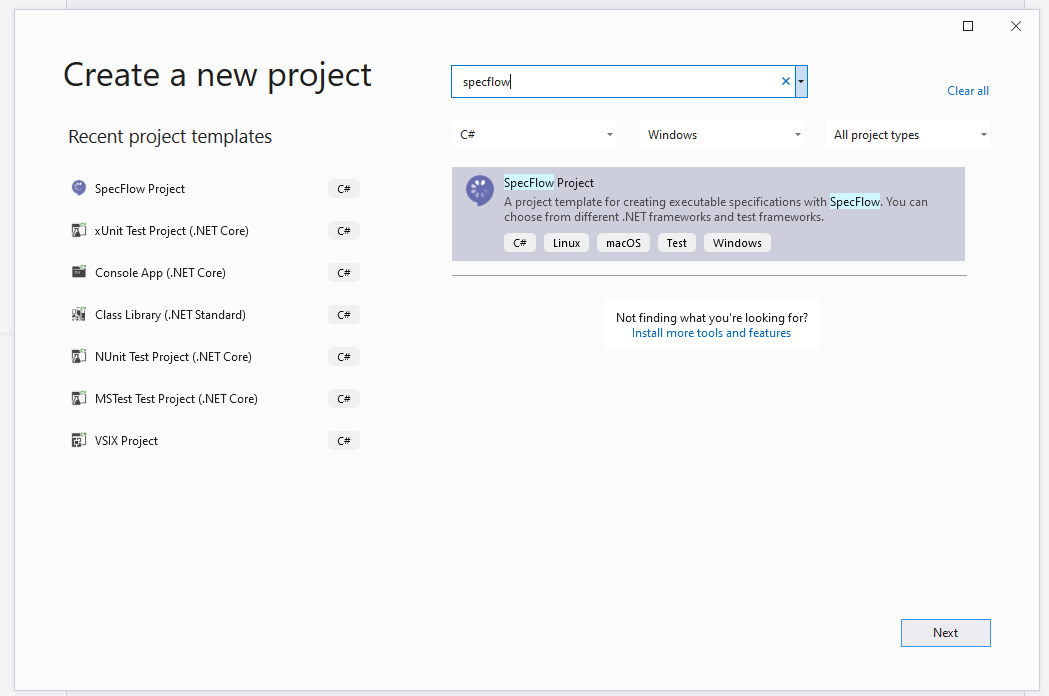 Create a new project
specflow
Clear all
Recent project templates
C#
Windows
All project types
SpecFlow Project C#
xUnit Test Project (.NET Core) C#
Console App (.NET Core) C#
Class Library (.NET Standard) C#
NUnit Test Project (.NET Core) C#
MSTest Test Project (.NET Core) C#
VSIX Project C#
SpecFlow Project
A project template for creating executable specifications with SpecFlow. You can
choose from different .NET frameworks and test frameworks.
C# Linux macOS Test Windows
Not finding what you're looking for?
Install more tools and features
Next